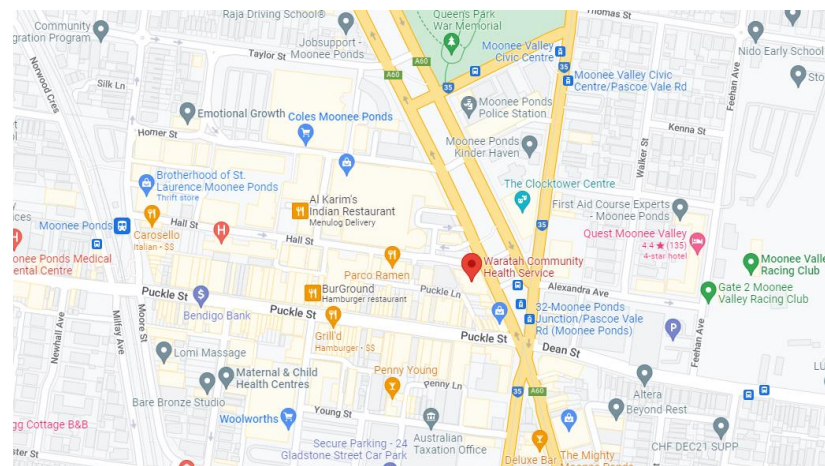 Raja Driving School®
Community
gration Program
Queen's Park
War Memorial
Thomas St
Jobsupport -
Moonee Ponds
A60
Moonee Valley
Civic Centre
Nido Early School
Taylor St
A60
35
35
Moonee Valley Civic
Centre/Pascoe Vale Rd
Sto
Silk Ln
Norwood Cres
Feehan Ave
Emotional Growth
Coles Moonee Ponds
Moonee Ponds
Police Station
Homer St
Kenna St
Moonee Ponds
Kinder Haven
Walker St
Brotherhood of St.
Laurence Moonee Ponds
Thrift store
The Clocktower Centre
Al Karim's
Indian Restaurant
Menulog Delivery
First Aid Course Experts
- Moonee Ponds
ices
Moonee Ponds
Carosello
Italian • $$
Hall St
H
35
Quest Moonee Valley
4.4 ★ (135)
4-star hotel
H
Hall St
onee Ponds Medical
ental Centre
Parco Ramen
Waratah Community
Health Service
Moonee Valle
Racing Club
Puckle St
BurGround
Hamburger restaurant
Puckle Ln
Alexandra Ave
Gate 2 Moonee
Valley Racing Club
Bendigo Bank
Puckle St
32-Moonee Ponds
Junction/Pascoe Vale
Rd (Moonee Ponds)
Newhall Ave
Milfay Ave
Moore St
Grill'd
Hamburger • $$
Puckle St
P
Feehan Ave
Dean St
Lomi Massage
Maternal & Child
Health Centres
Penny Young
Penny Ln
Altera
Bare Bronze Studio
35
A60
Beyond Rest
Woolworths
Young St
gg Cottage B&B
Secure Parking - 24
Gladstone Street Car Park
Australian
Taxation Office
CHF DEC21 SUPP
ster St
Deluxe Bar
The Mighty